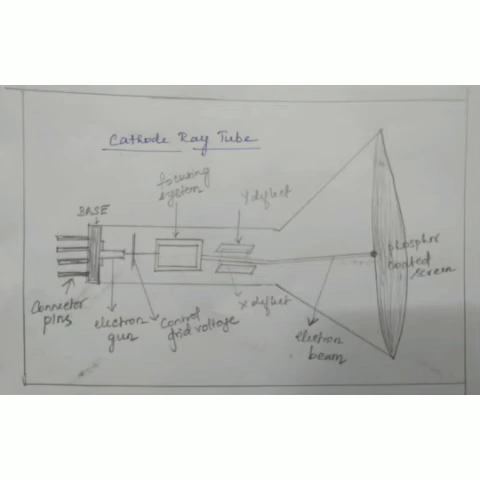 Cathode Ray Tube
focusing
system
Y deflect
BASE
phosphor
coated
screen
Connector
pins
electron
gun
Control
grid voltage
X deflect
electron
beam